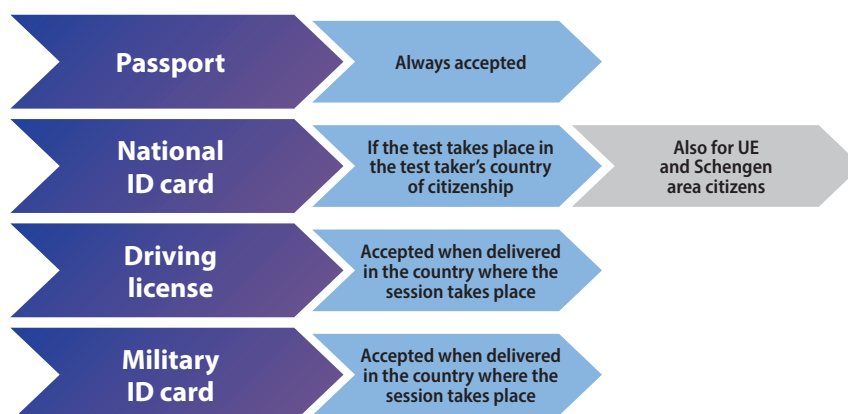 Passport
Always accepted
National
ID card
If the test takes place in
the test taker's country
of citizenship
Also for UE
and Schengen
area citizens
Driving
license
Accepted when delivered
in the country where the
session takes place
Military
ID card
Accepted when delivered
in the country where the
session takes place